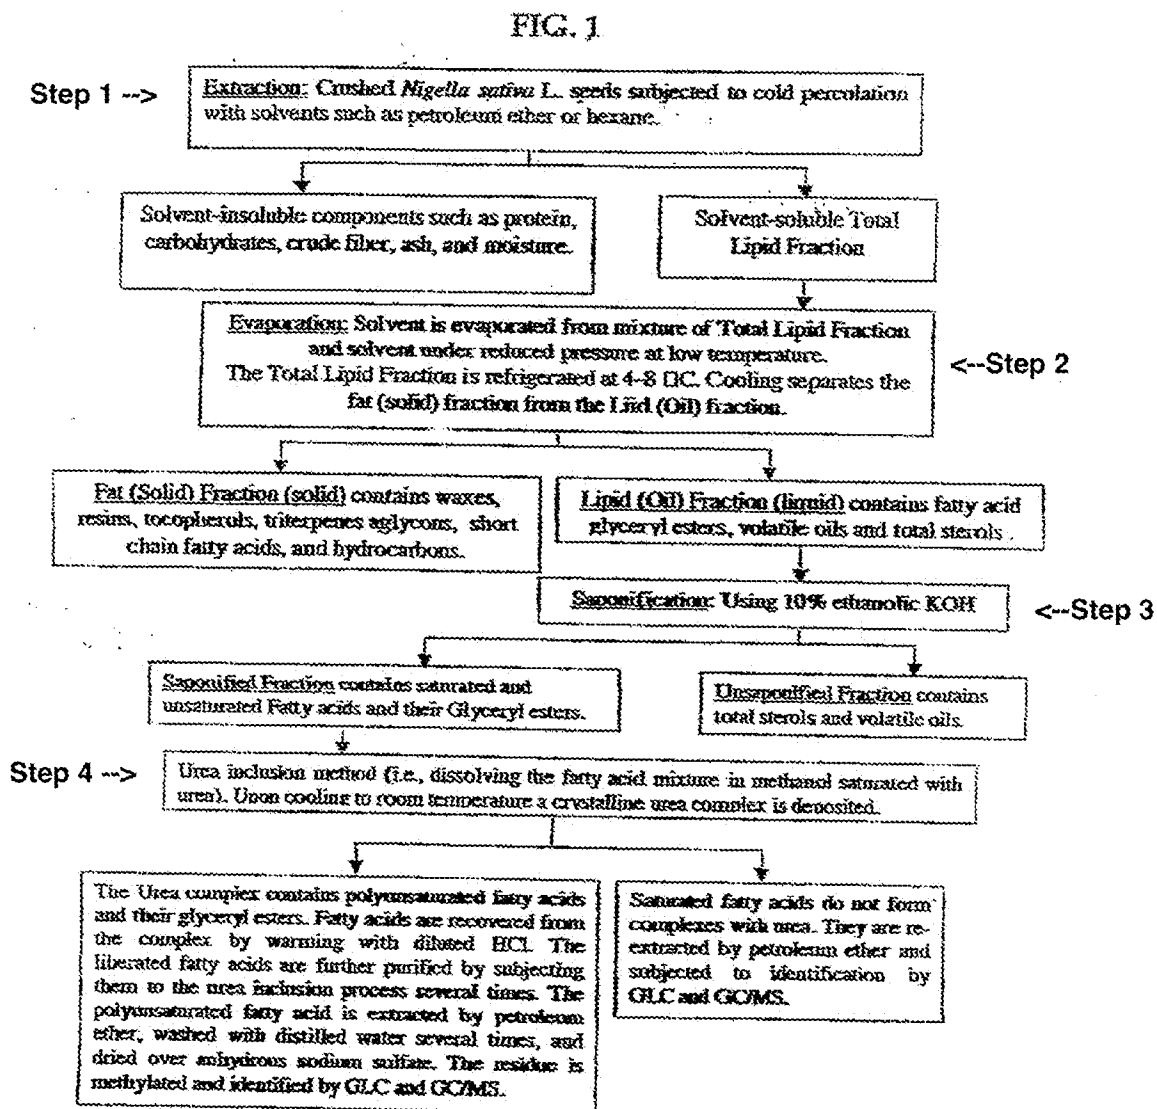 FIG. 1
Step 1 -->
Extraction: Crushed Nigella sativa L. seeds subjected to cold percolation
with solvents such as petroleum ether or hexane.
Solvent-insoluble components such as protein,
carbohydrates, crude fiber, ash, and moisture.
Solvent-soluble Total
Lipid Fraction
Evaporation: Solvent is evaporated from mixture of Total Lipid Fraction
and solvent under reduced pressure at low temperature.
The Total Lipid Fraction is refrigerated at 4-8 □C. Cooling separates the
fat (solid) fraction from the Liid (Oil) fraction.
<--Step 2
Fat (Solid) Fraction (solid) contains waxes,
resins, tocopherols, triterpenes aglycons, short
chain fatty acids, and hydrocarbons.
Lipid (Oil) Fraction (liquid) contains fatty acid
glyceryl esters, volatile oils and total sterols .
Saponification: Using 10% ethanolic KOH
<--Step 3
Saponified Fraction contains saturated and
unsaturated Fatty acids and their Glyceryl esters.
Unsaponified Fraction contains
total sterols and volatile oils.
Step 4 -->
Urea inclusion method (i.e., dissolving the fatty acid mixture in methanol saturated with
urea). Upon cooling to room temperature a crystalline urea complex is deposited.
The Urea complex contains polyunsaturated fatty acids
and their glyceryl esters. Fatty acids are recovered from
the complex by warming with diluted HCl. The
liberated fatty acids are further purified by subjecting
them to the urea inclusion process several times. The
polyunsaturated fatty acid is extracted by petroleum
ether, washed with distilled water several times, and
dried over anhydrous sodium sulfate. The residue is
methylated and identified by GLC and GC/MS.
Saturated fatty acids do not form
complexes with urea. They are re-
extracted by petroleum ether and
subjected to identification by
GLC and GC/MS.